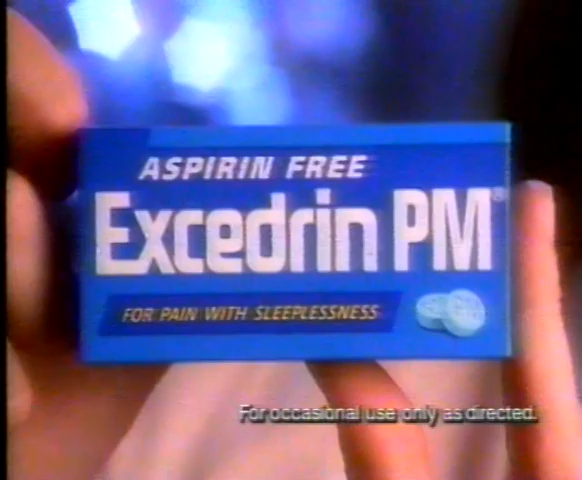 ASPIRIN FREE
Excedrin PM®
FOR PAIN WITH SLEEPLESSNESS
For occasional use only as directed.